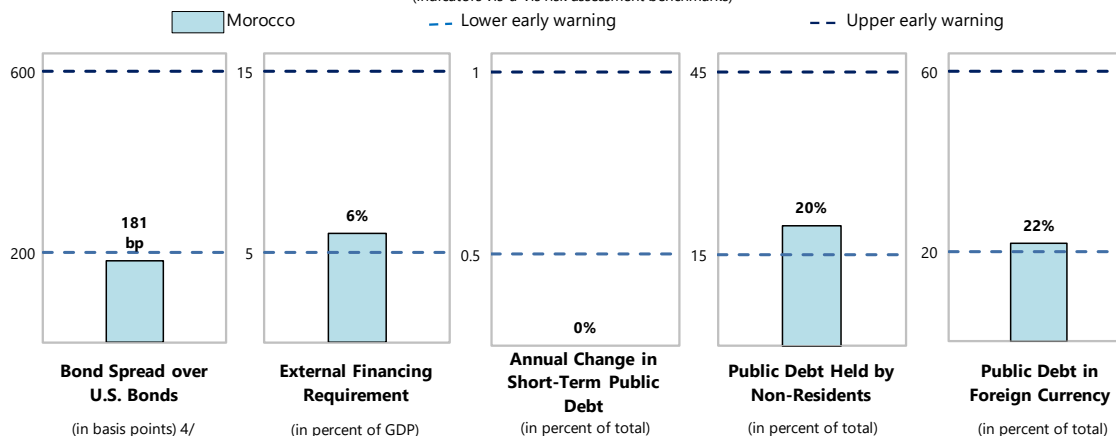 Morocco
Lower early warning
Upper early warning
600
200
181
bp
Bond Spread over
U.S. Bonds
(in basis points) 4/
15
5
6%
External Financing
Requirement
(in percent of GDP)
1
0.5
0%
Annual Change in
Short-Term Public
Debt
(in percent of total)
45
15
20%
Public Debt Held by
Non-Residents
(in percent of total)
60
20
22%
Public Debt in
Foreign Currency
(in percent of total)